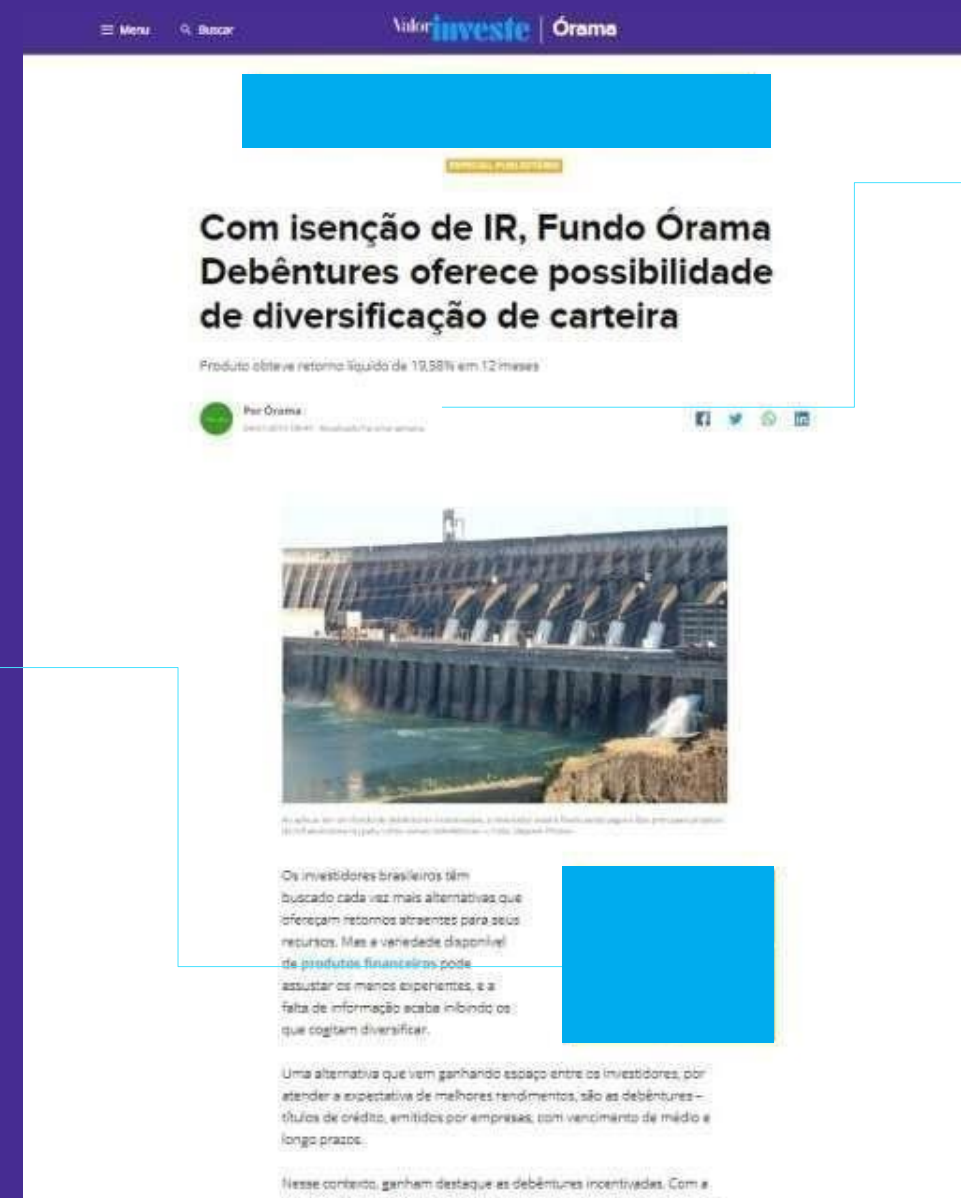 Menu
Buscar
Valor investe | Órama
ESPECIAL PUBLICITÁRIO
Com isenção de IR, Fundo Órama
Debêntures oferece possibilidade
de diversificação de carteira
Produto obteve retorno líquido de 19,98% em 12 meses
Por Órama
Os investidores brasileiros têm
buscado cada vez mais alternativas que
ofereçam retornos atraentes para seus
recursos. Mas a variedade disponível
de produtos financeiros pode
assustar os menos experientes, e a
falta de informação acaba inibindo os
que cogitam diversificar.
Uma alternativa que vem ganhando espaço entre os investidores, por
atender a expectativa de melhores rendimentos, são as debêntures –
títulos de crédito, emitidos por empresas, com vencimento de médio e
longo prazos.
Nesse contexto, ganham destaque as debêntures incentivadas. Com a